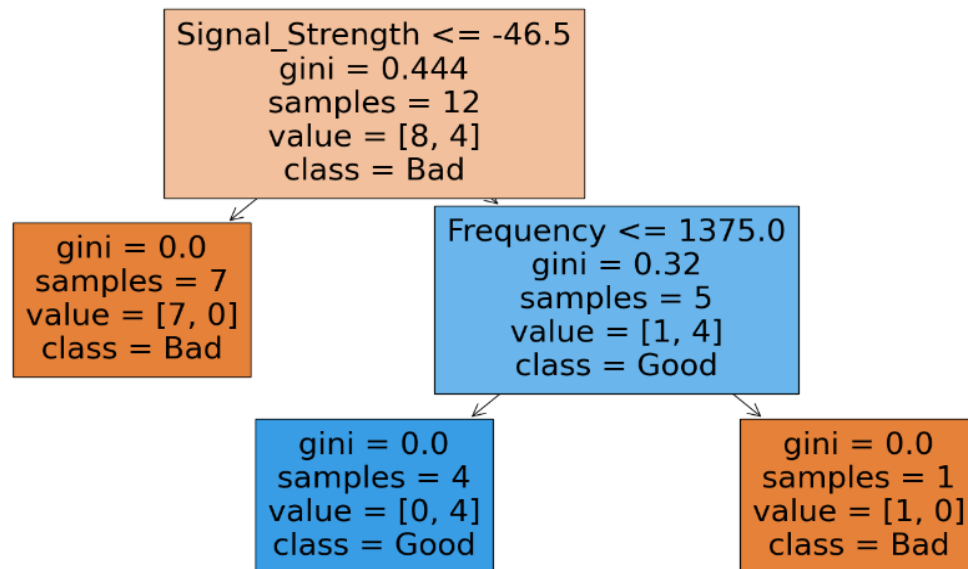 Signal_Strength <= -46.5
gini = 0.444
samples = 12
value = [8, 4]
class = Bad
gini = 0.0
samples = 7
value = [7, 0]
class = Bad
Frequency <= 1375.0
gini = 0.32
samples = 5
value = [1, 4]
class = Good
gini = 0.0
samples = 4
value = [0, 4]
class = Good
gini = 0.0
samples = 1
value = [1, 0]
class = Bad